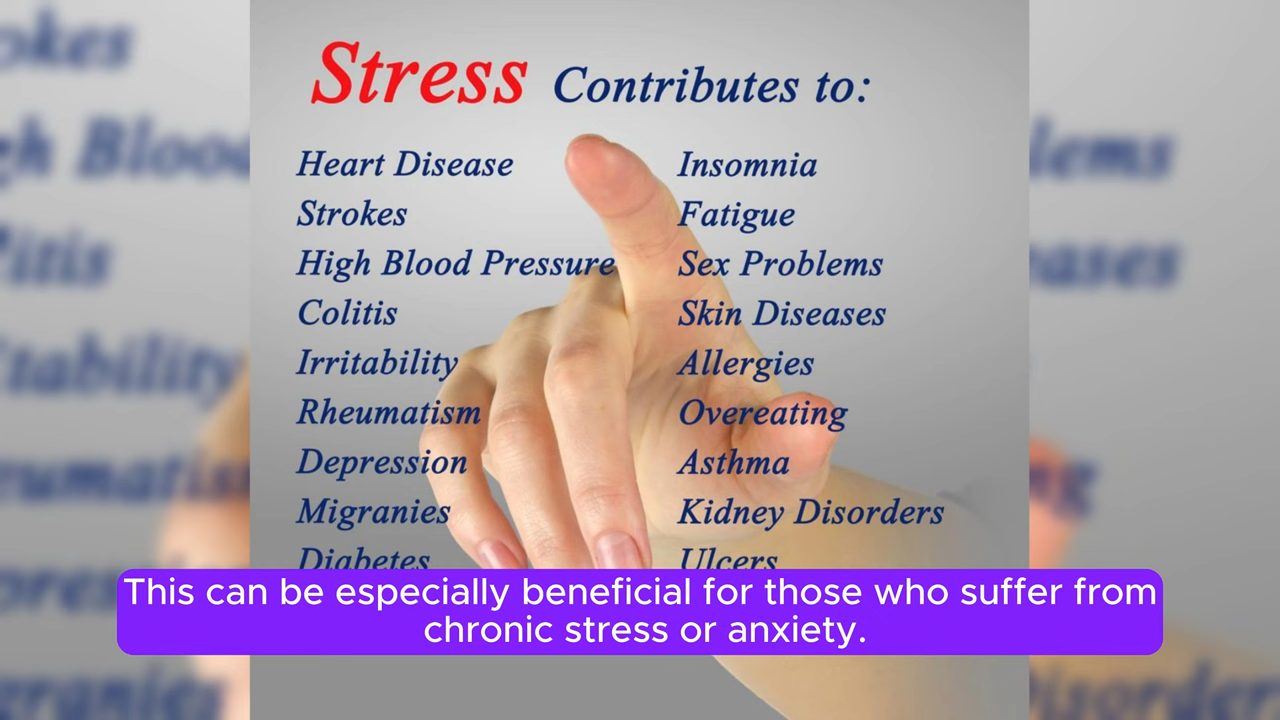 Stress Contributes to:
Heart Disease
Strokes
High Blood Pressure
Colitis
Irritability
Rheumatism
Depression
Migranies
Diabetes
Insomnia
Fatigue
Sex Problems
Skin Diseases
Allergies
Overeating
Asthma
Kidney Disorders
Ulcers
This can be especially beneficial for those who suffer from
chronic stress or anxiety.